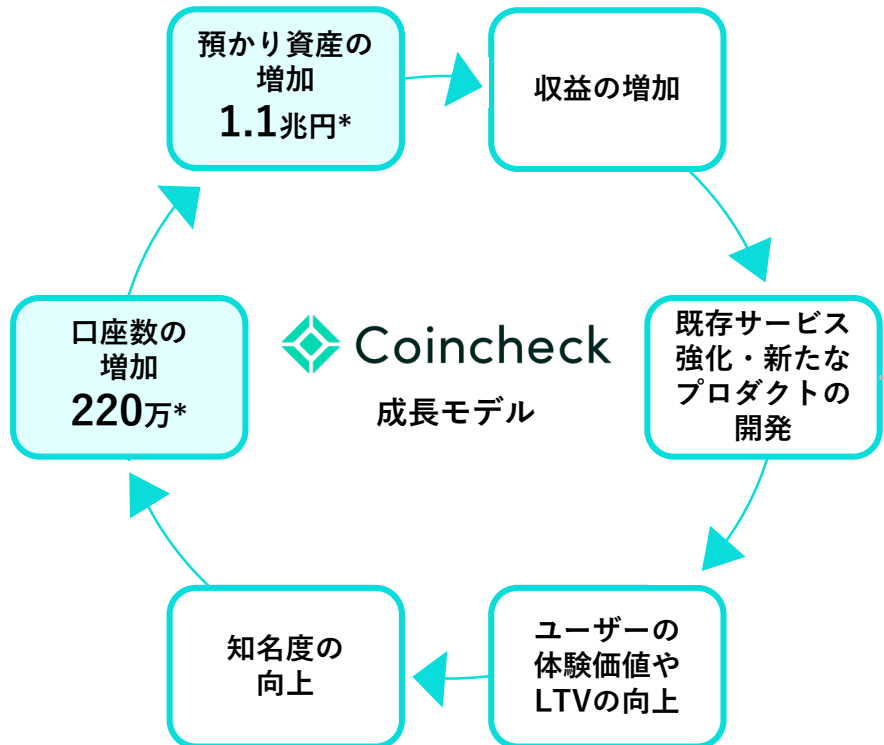 預かり資産の
増加
1.1兆円*
収益の増加
口座数の
増加
220万*
Coincheck
成長モデル
既存サービス
強化・新たな
プロダクトの
開発
知名度の
向上
ユーザーの
体験価値や
LTVの向上